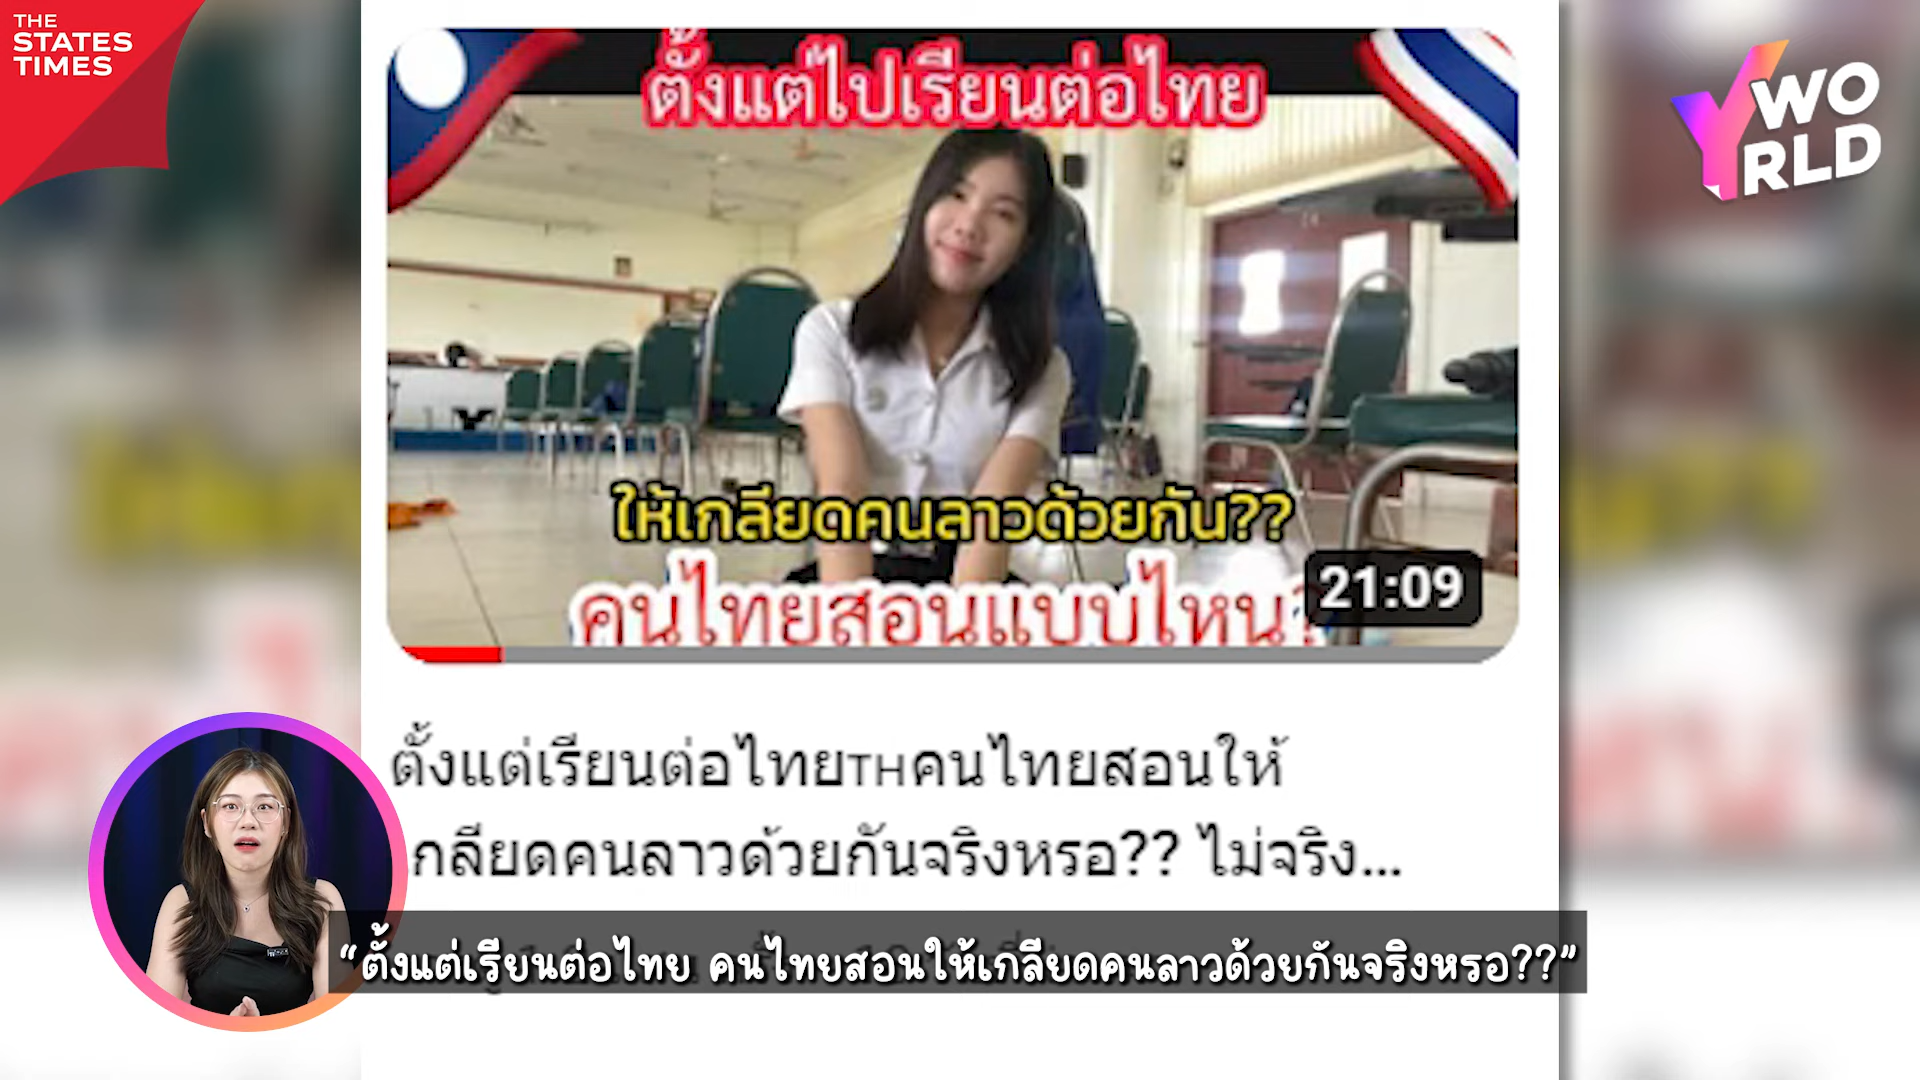 THE
STATES
TIMES
YWORLD
ตั้งแต่ไปเรียนต่อไทย
ให้เกลียดคนลาวด้วยกัน??
คนไทยสอนแบบไหน?
21:09
ตั้งแต่เรียนต่อไทยTHคนไทยสอนให้
เกลียดคนลาวด้วยกันจริงหรอ?? ไม่จริง...
“ตั้งแต่เรียนต่อไทย คนไทยสอนให้เกลียดคนลาวด้วยกันจริงหรอ??”